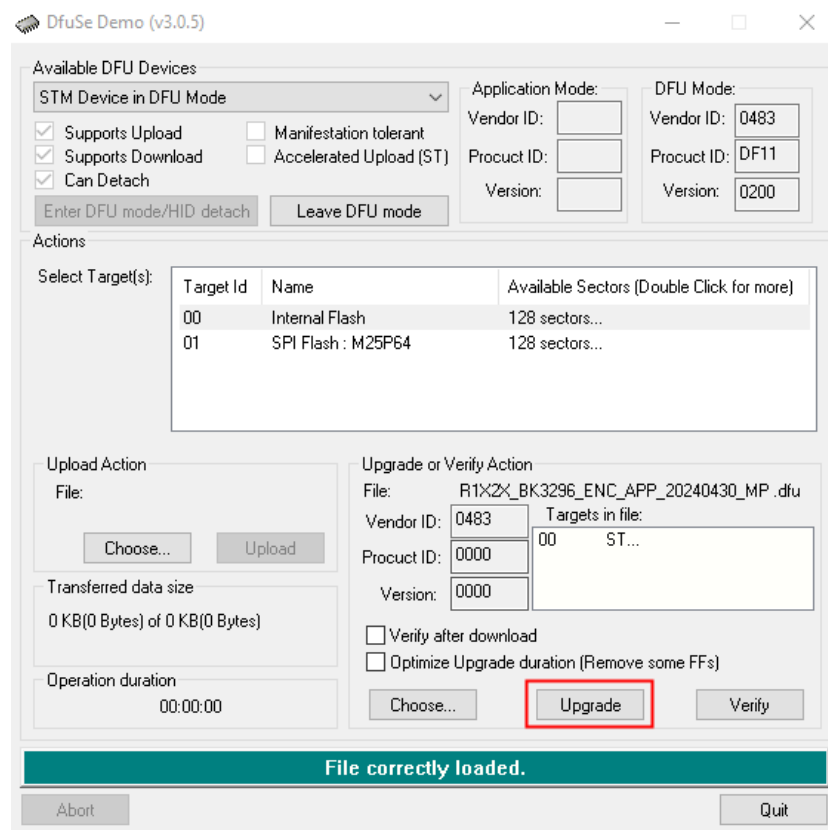 DfuSe Demo (v3.0.5)
Available DFU Devices
STM Device in DFU Mode
Supports Upload
Manifestation tolerant
Supports Download
Accelerated Upload (ST)
Can Detach
Enter DFU mode/HID detach
Leave DFU mode
Application Mode:
Vendor ID:
Procuct ID:
Version:
DFU Mode:
Vendor ID: 0483
Procuct ID: DF11
Version: 0200
Actions
Select Target(s):
Target Id Name Available Sectors (Double Click for more)
00 Internal Flash 128 sectors...
01 SPI Flash : M25P64 128 sectors...
Upload Action
File:
Choose... Upload
Transferred data size
0 KB(0 Bytes) of 0 KB(0 Bytes)
Operation duration
00:00:00
Upgrade or Verify Action
File: R1X2X_BK3296_ENC_APP_20240430_MP .dfu
Vendor ID: 0483
Procuct ID: 0000
Version: 0000
Targets in file:
00 ST...
Verify after download
Optimize Upgrade duration (Remove some FFs)
Choose... Upgrade Verify
File correctly loaded.
Abort Quit